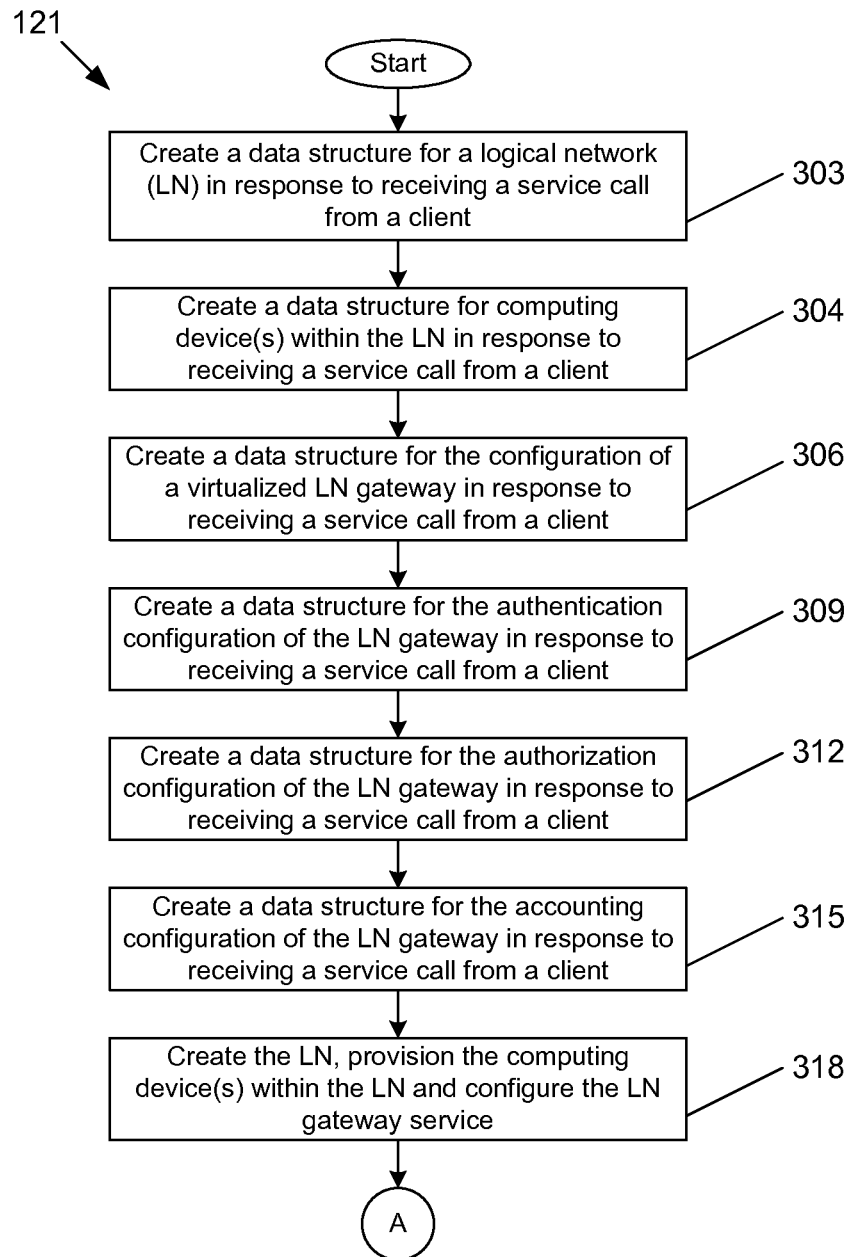 121
Start
Create a data structure for a logical network
(LN) in response to receiving a service call
from a client
303
Create a data structure for computing
device(s) within the LN in response to
receiving a service call from a client
304
Create a data structure for the configuration of
a virtualized LN gateway in response to
receiving a service call from a client
306
Create a data structure for the authentication
configuration of the LN gateway in response to
receiving a service call from a client
309
Create a data structure for the authorization
configuration of the LN gateway in response to
receiving a service call from a client
312
Create a data structure for the accounting
configuration of the LN gateway in response to
receiving a service call from a client
315
Create the LN, provision the computing
device(s) within the LN and configure the LN
gateway service
318
A